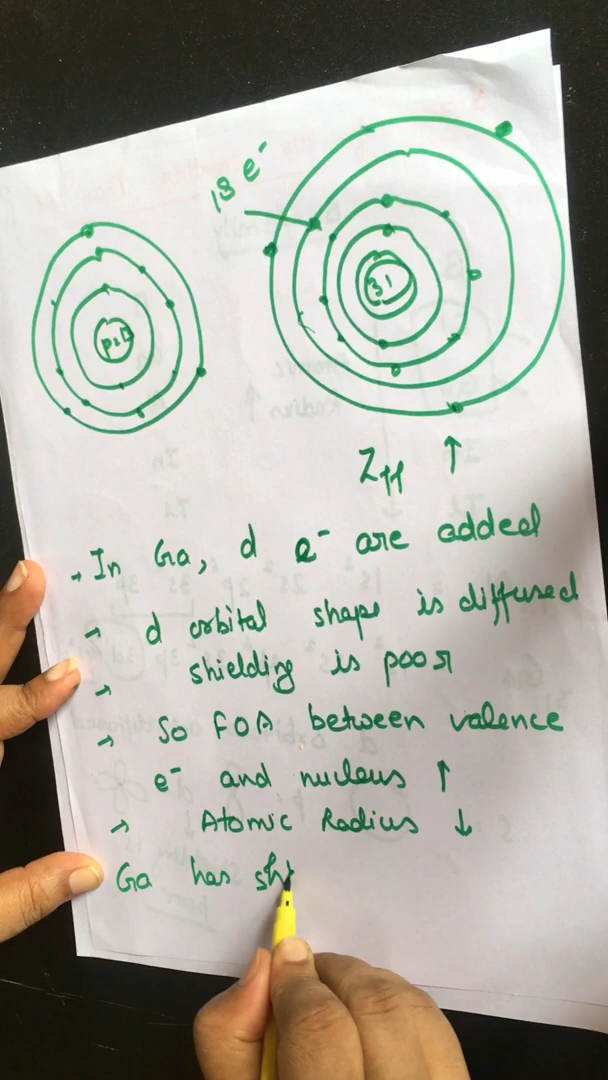 18 e⁻
31
Zff ↑
→ In Ga, d e⁻ are added
→ d orbital shape is diffused
→ shielding is poor
→ So FOA between valence
e⁻ and nucleus ↑
→ Atomic Radius ↓
Ga has sh